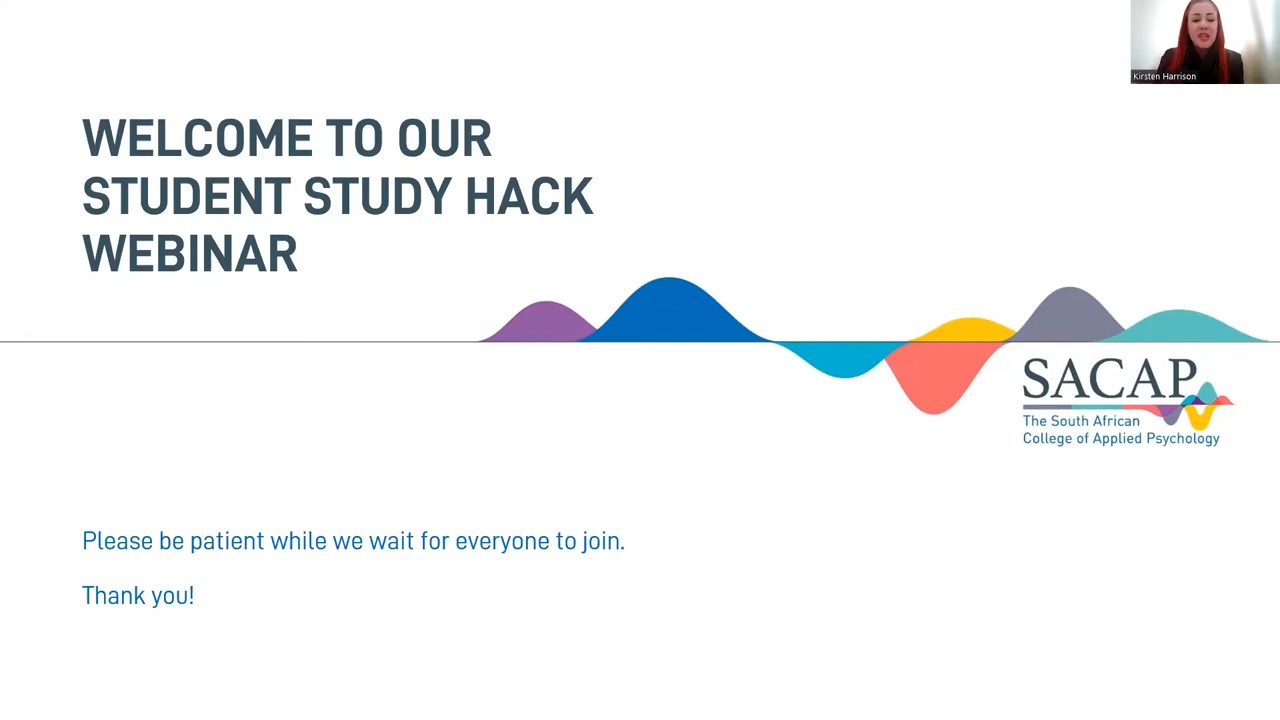 Kirsten Harrison
WELCOME TO OUR
STUDENT STUDY HACK
WEBINAR
SACAP
The South African
College of Applied Psychology
Please be patient while we wait for everyone to join.
Thank you!